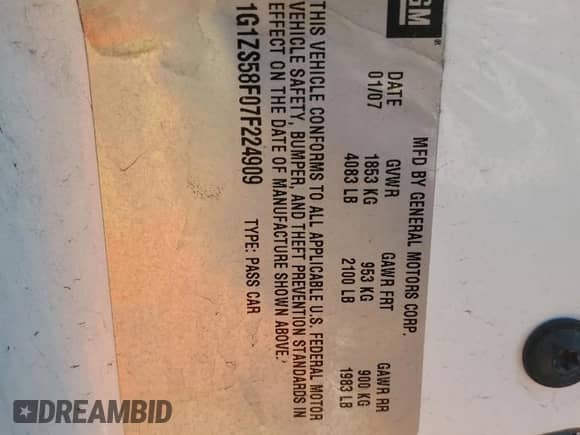 GM
®
MFD BY GENERAL MOTORS CORP.
DATE GVWR GAWR FRT GAWR RR
01/07 1853 KG 953 KG 900 KG
4083 LB 2100 LB 1983 LB
THIS VEHICLE CONFORMS TO ALL APPLICABLE U.S. FEDERAL MOTOR
VEHICLE SAFETY, BUMPER, AND THEFT PREVENTION STANDARDS IN
EFFECT ON THE DATE OF MANUFACTURE SHOWN ABOVE.
1G1ZS58F07F224909 TYPE: PASS CAR
DREAMBID